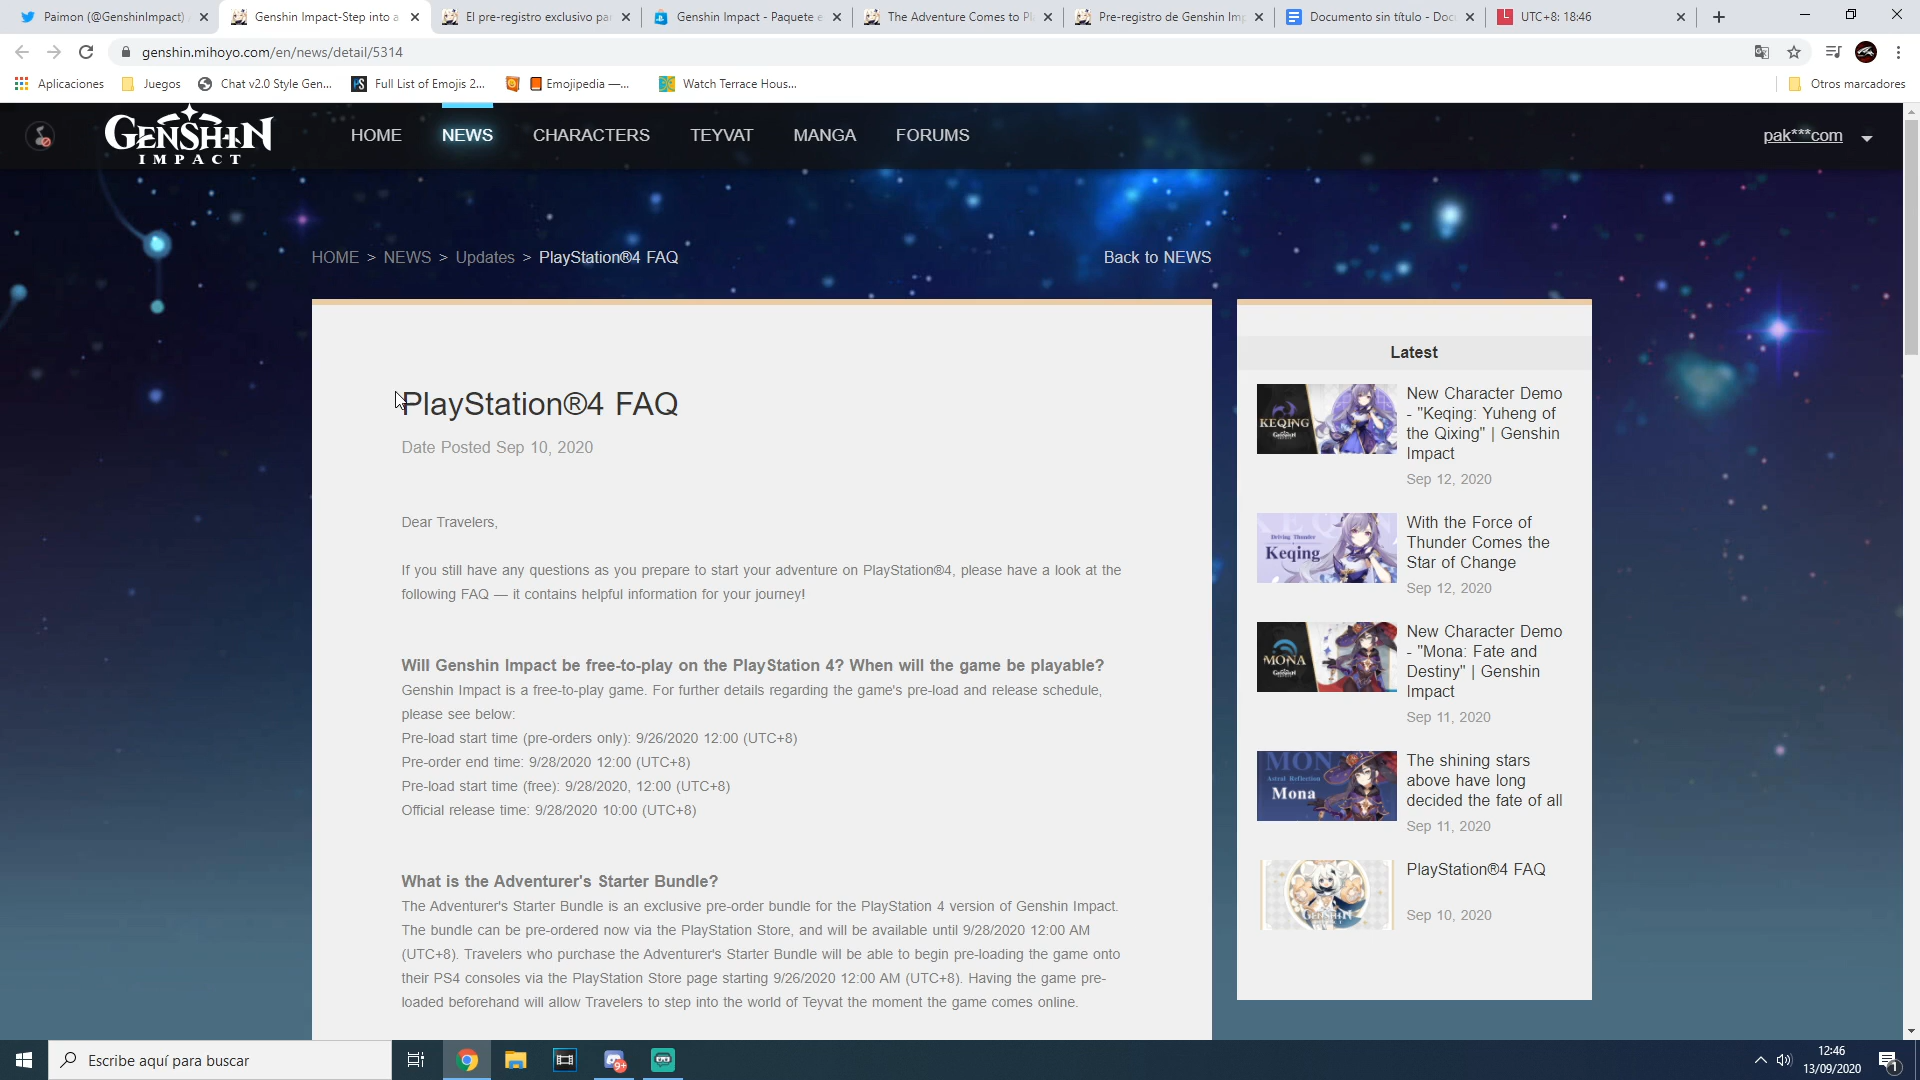 Paimon (@GenshinImpact)
Genshin Impact-Step into a
El pre-registro exclusivo pa
Genshin Impact - Paquete e
The Adventure Comes to P
Pre-registro de Genshin Im
Documento sin título - Doc
UTC+8: 18:46
genshin.mihoyo.com/en/news/detail/5314
Aplicaciones
Juegos
Chat v2.0 Style Gen...
Full List of Emojis 2...
Emojipedia —...
Watch Terrace Hous...
Otros marcadores
GENSHIN
IMPACT
HOME
NEWS
CHARACTERS
TEYVAT
MANGA
FORUMS
pak***com
HOME > NEWS > Updates > PlayStation®4 FAQ
Back to NEWS
PlayStation®4 FAQ
Date Posted Sep 10, 2020
Dear Travelers,
If you still have any questions as you prepare to start your adventure on PlayStation®4, please have a look at the
following FAQ — it contains helpful information for your journey!
Will Genshin Impact be free-to-play on the PlayStation 4? When will the game be playable?
Genshin Impact is a free-to-play game. For further details regarding the game's pre-load and release schedule,
please see below:
Pre-load start time (pre-orders only): 9/26/2020 12:00 (UTC+8)
Pre-order end time: 9/28/2020 12:00 (UTC+8)
Pre-load start time (free): 9/28/2020, 12:00 (UTC+8)
Official release time: 9/28/2020 10:00 (UTC+8)
What is the Adventurer's Starter Bundle?
The Adventurer's Starter Bundle is an exclusive pre-order bundle for the PlayStation 4 version of Genshin Impact.
The bundle can be pre-ordered now via the PlayStation Store, and will be available until 9/28/2020 12:00 AM
(UTC+8). Travelers who purchase the Adventurer's Starter Bundle will be able to begin pre-loading the game onto
their PS4 consoles via the PlayStation Store page starting 9/26/2020 12:00 AM (UTC+8). Having the game pre-
loaded beforehand will allow Travelers to step into the world of Teyvat the moment the game comes online.
Latest
KEQING
New Character Demo
- "Keqing: Yuheng of
the Qixing" | Genshin
Impact
Sep 12, 2020
Driving Thunder
Keqing
With the Force of
Thunder Comes the
Star of Change
Sep 12, 2020
MONA
New Character Demo
- "Mona: Fate and
Destiny" | Genshin
Impact
Sep 11, 2020
MON
Astral Reflection
Mona
The shining stars
above have long
decided the fate of all
Sep 11, 2020
GENSHIN
PlayStation®4 FAQ
Sep 10, 2020
Escribe aquí para buscar
9+
12:46
13/09/2020
1